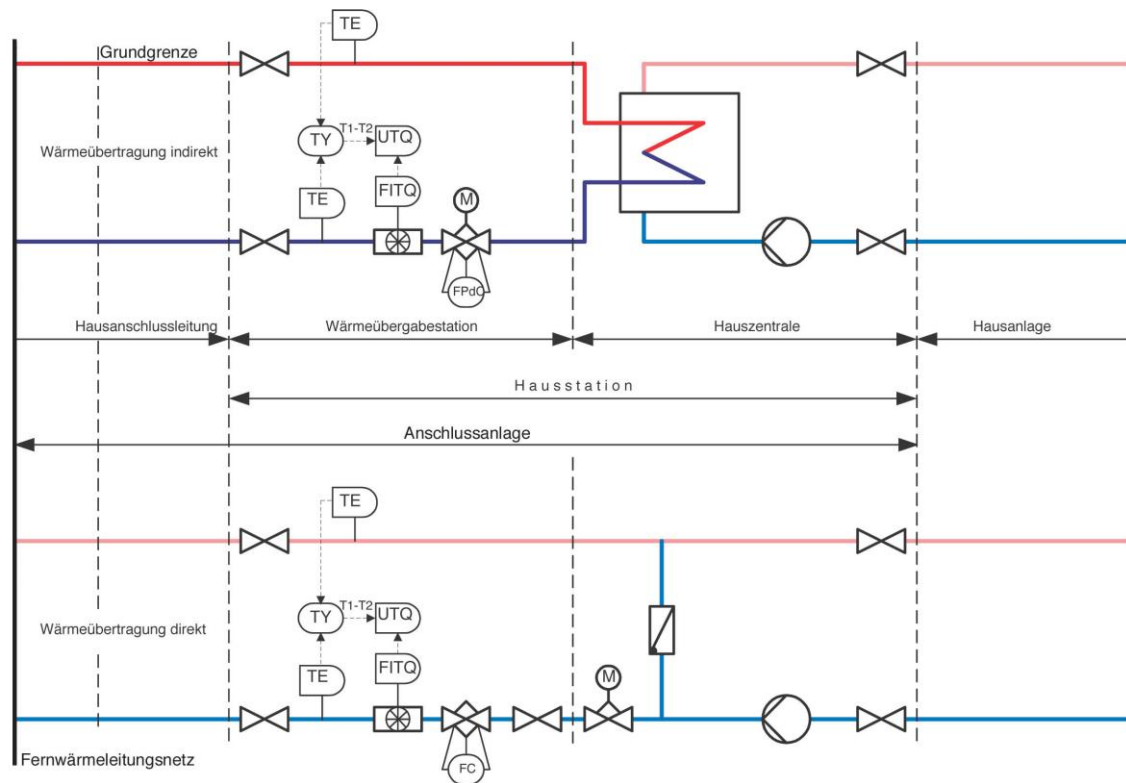 TE
Grundgrenze
T1-T2
TY
UTQ
Wärmeübertragung indirekt
TE
FITQ
M
FPdC
Hausanschlussleitung
Wärmeübergabestation
Hauszentrale
Hausanlage
Hausstation
Anschlussanlage
TE
T1-T2
TY
UTQ
Wärmeübertragung direkt
TE
FITQ
M
FC
Fernwärmeleitungsnetz